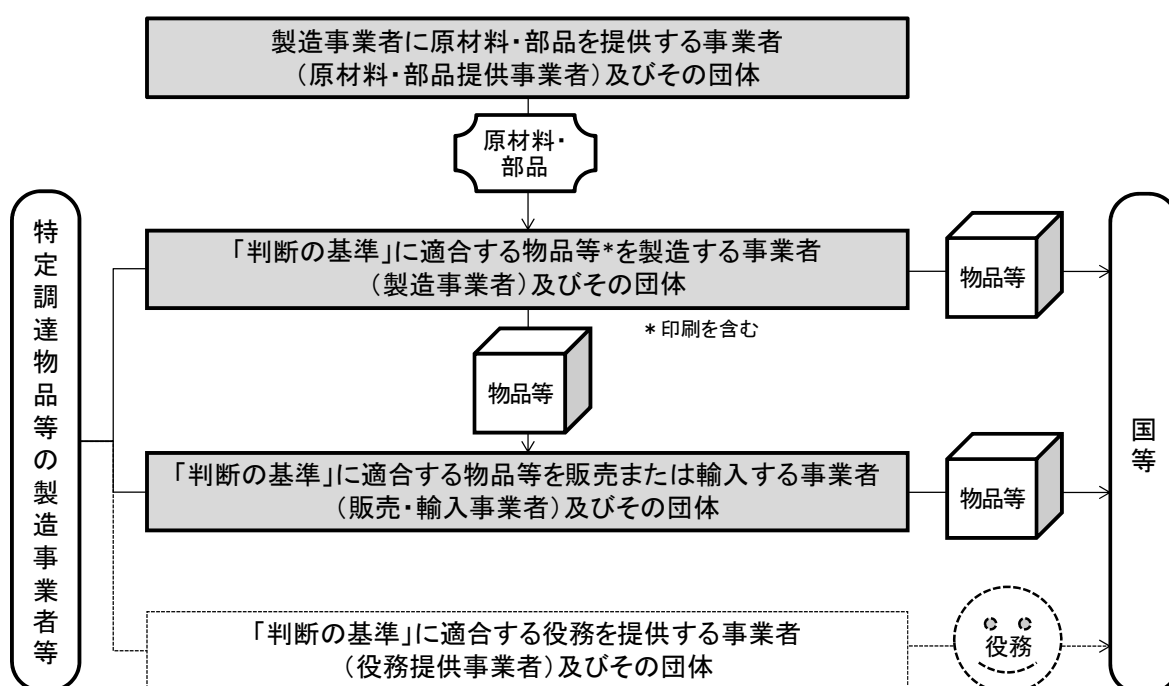 製造事業者に原材料・部品を提供する事業者
(原材料・部品提供事業者)及びその団体
原材料・
部品
特定調達物品等の製造事業者等
「判断の基準」に適合する物品等*を製造する事業者
(製造事業者)及びその団体
物品等
*印刷を含む
物品等
国等
「判断の基準」に適合する物品等を販売または輸入する事業者
(販売・輸入事業者)及びその団体
物品等
「判断の基準」に適合する役務を提供する事業者
(役務提供事業者)及びその団体
役務